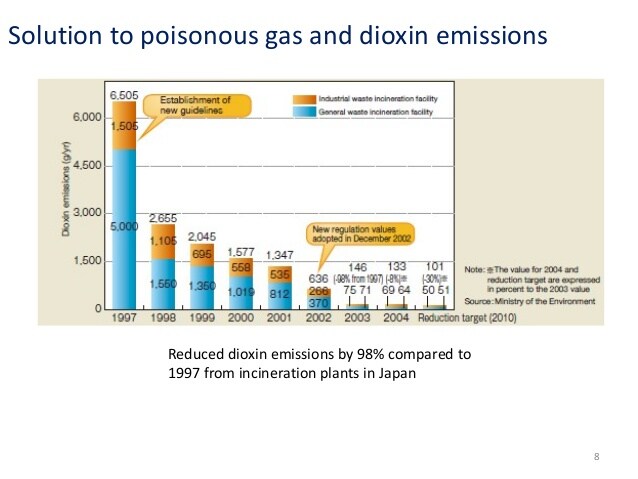 Solution to poisonous gas and dioxin emissions
6,505
Establishment of
new guidelines
Industrial waste incineration facility
General waste incineration facility
Dioxin emissions (g/yr)
6,000
4,500
3,000
1,500
0
1,505
5,000
2,655
1,105
1,550
2,045
695
1,350
1,577
558
1,019
1,347
535
812
New regulation values
adopted in December 2002
636
266
370
146
(-98% from 1997)
75 71
133
(-8%)※
69 64
101
(-30%)※
50 51
1997 1998 1999 2000 2001 2002 2003 2004 Reduction target (2010)
Note: ※The value for 2004 and
reduction target are expressed
in percent to the 2003 value
Source: Ministry of the Environment
Reduced dioxin emissions by 98% compared to
1997 from incineration plants in Japan
8